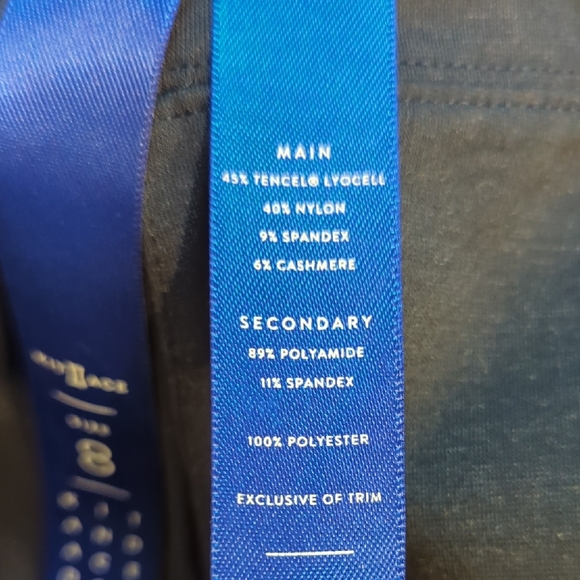 MAIN
45% TENCEL® LYOCELL
40% NYLON
9% SPANDEX
6% CASHMERE
SECONDARY
89% POLYAMIDE
11% SPANDEX
100% POLYESTER
EXCLUSIVE OF TRIM
8